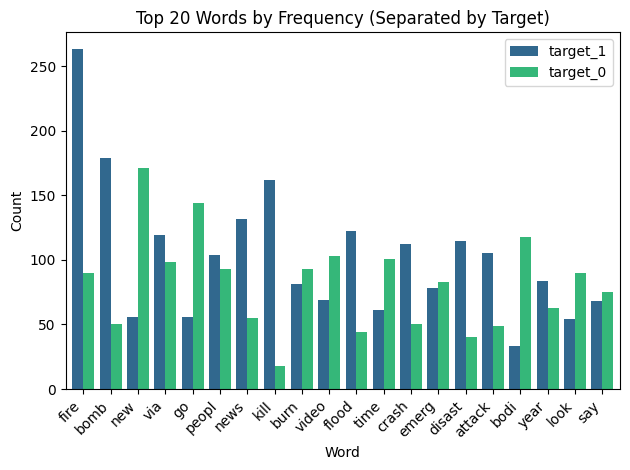 Top 20 Words by Frequency (Separated by Target)
target_1
target_0
Count
250
200
150
100
50
0
fire
bomb
new
via
go
peopl
news
kill
burn
video
flood
time
crash
emerg
disast
attack
bodi
year
look
say
Word